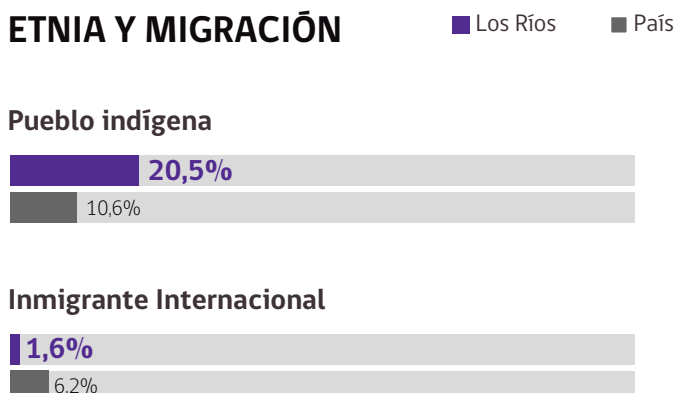 ETNIA Y MIGRACIÓN
Los Ríos
País
Pueblo indígena
20,5%
10,6%
Inmigrante Internacional
1,6%
6,2%